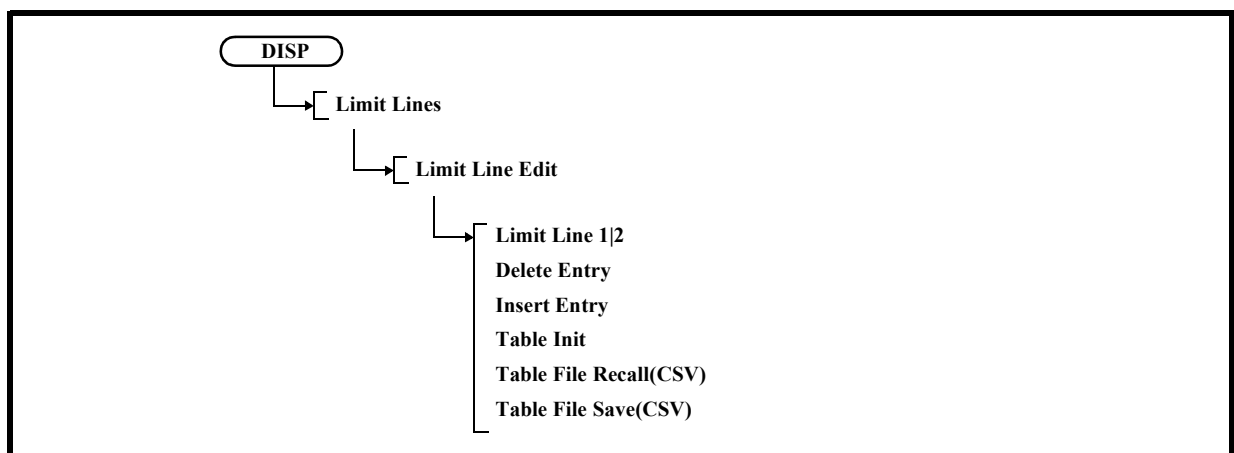 DISP
Limit Lines
Limit Line Edit
Limit Line 1|2
Delete Entry
Insert Entry
Table Init
Table File Recall(CSV)
Table File Save(CSV)